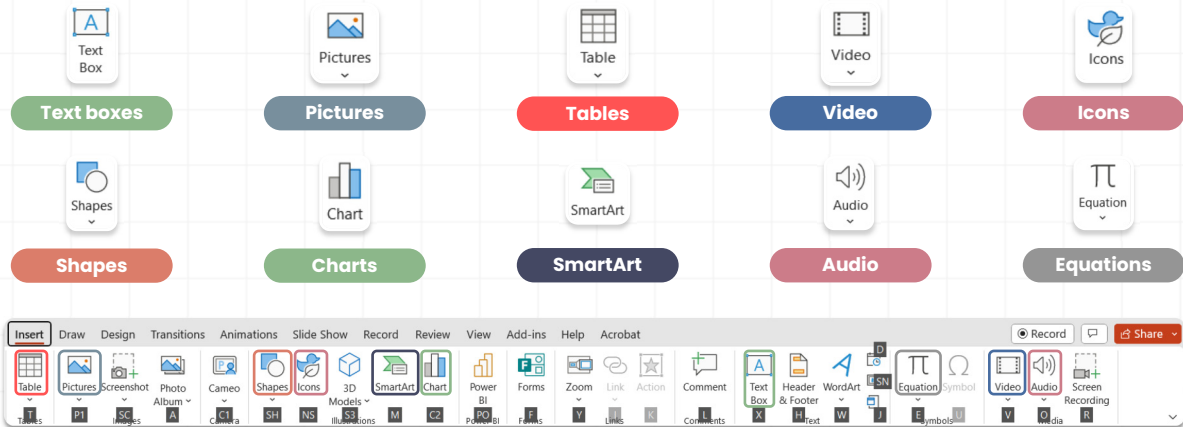 A
Text
Box
Pictures
Table
Video
Icons
Text boxes
Pictures
Tables
Video
Icons
Shapes
Chart
SmartArt
Audio
π
Equation
Shapes
Charts
SmartArt
Audio
Equations
Insert Draw Design Transitions Animations Slide Show Record Review View Add-ins Help Acrobat Record Share
Table Pictures Screenshot Photo Album Cameo Shapes Icons 3D Models SmartArt Chart Power BI Forms Zoom Link Action Comment Text Box Header & Footer WordArt Equation Symbol Video Audio Screen Recording
D
SN
T P1 SC A C1 SH NS S3 M C2 PO F Y I K L X H W J E U V O R
Tables Images Camera Illustrations Power BI Forms Links Comments Text Symbols Media